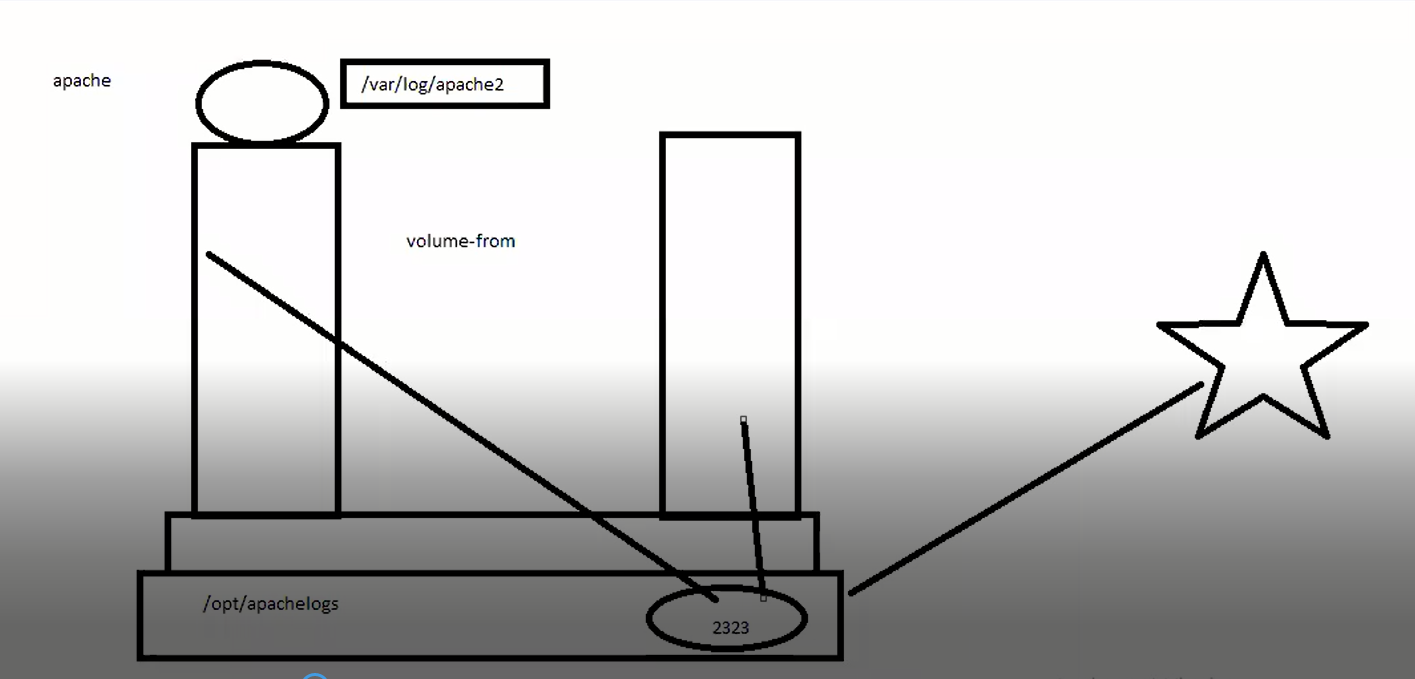 apache
/var/log/apache2
volume-from
/opt/apachelogs
2323